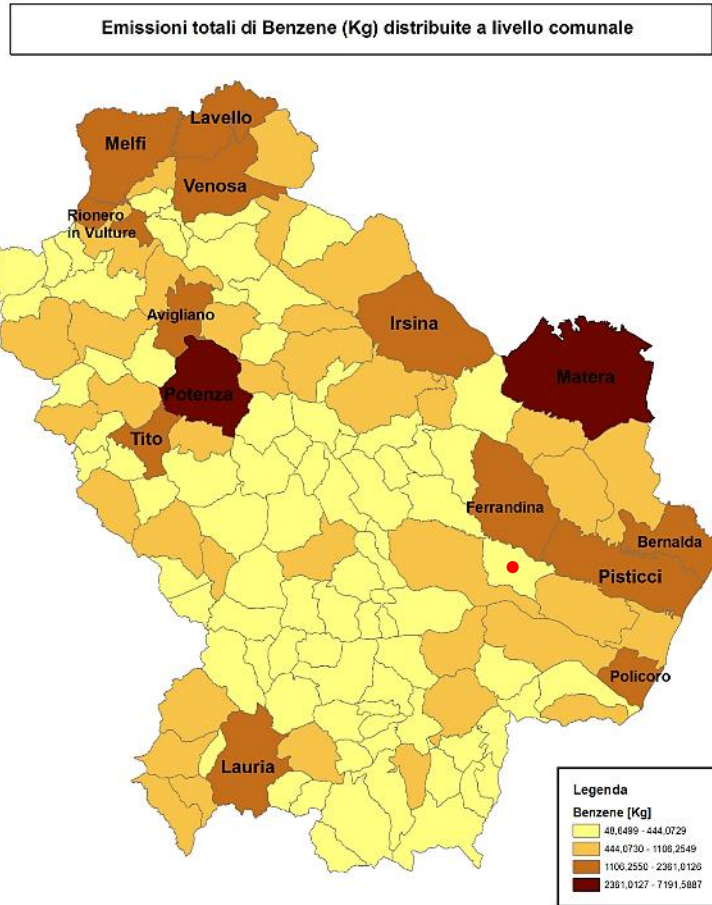 Emissioni totali di Benzene (Kg) distribuite a livello comunale
Lavello
Melfi
Venosa
Rionero
in Vulture
Avigliano
Irsina
Potenza
Matera
Tito
Ferrandina
Bernalda
Pisticci
Policoro
Lauria
Legenda
Benzene [Kg]
48,6499 - 444,0729
444,0730 - 1106,2549
1106,2550 - 2361,0126
2361,0127 - 7191,5887